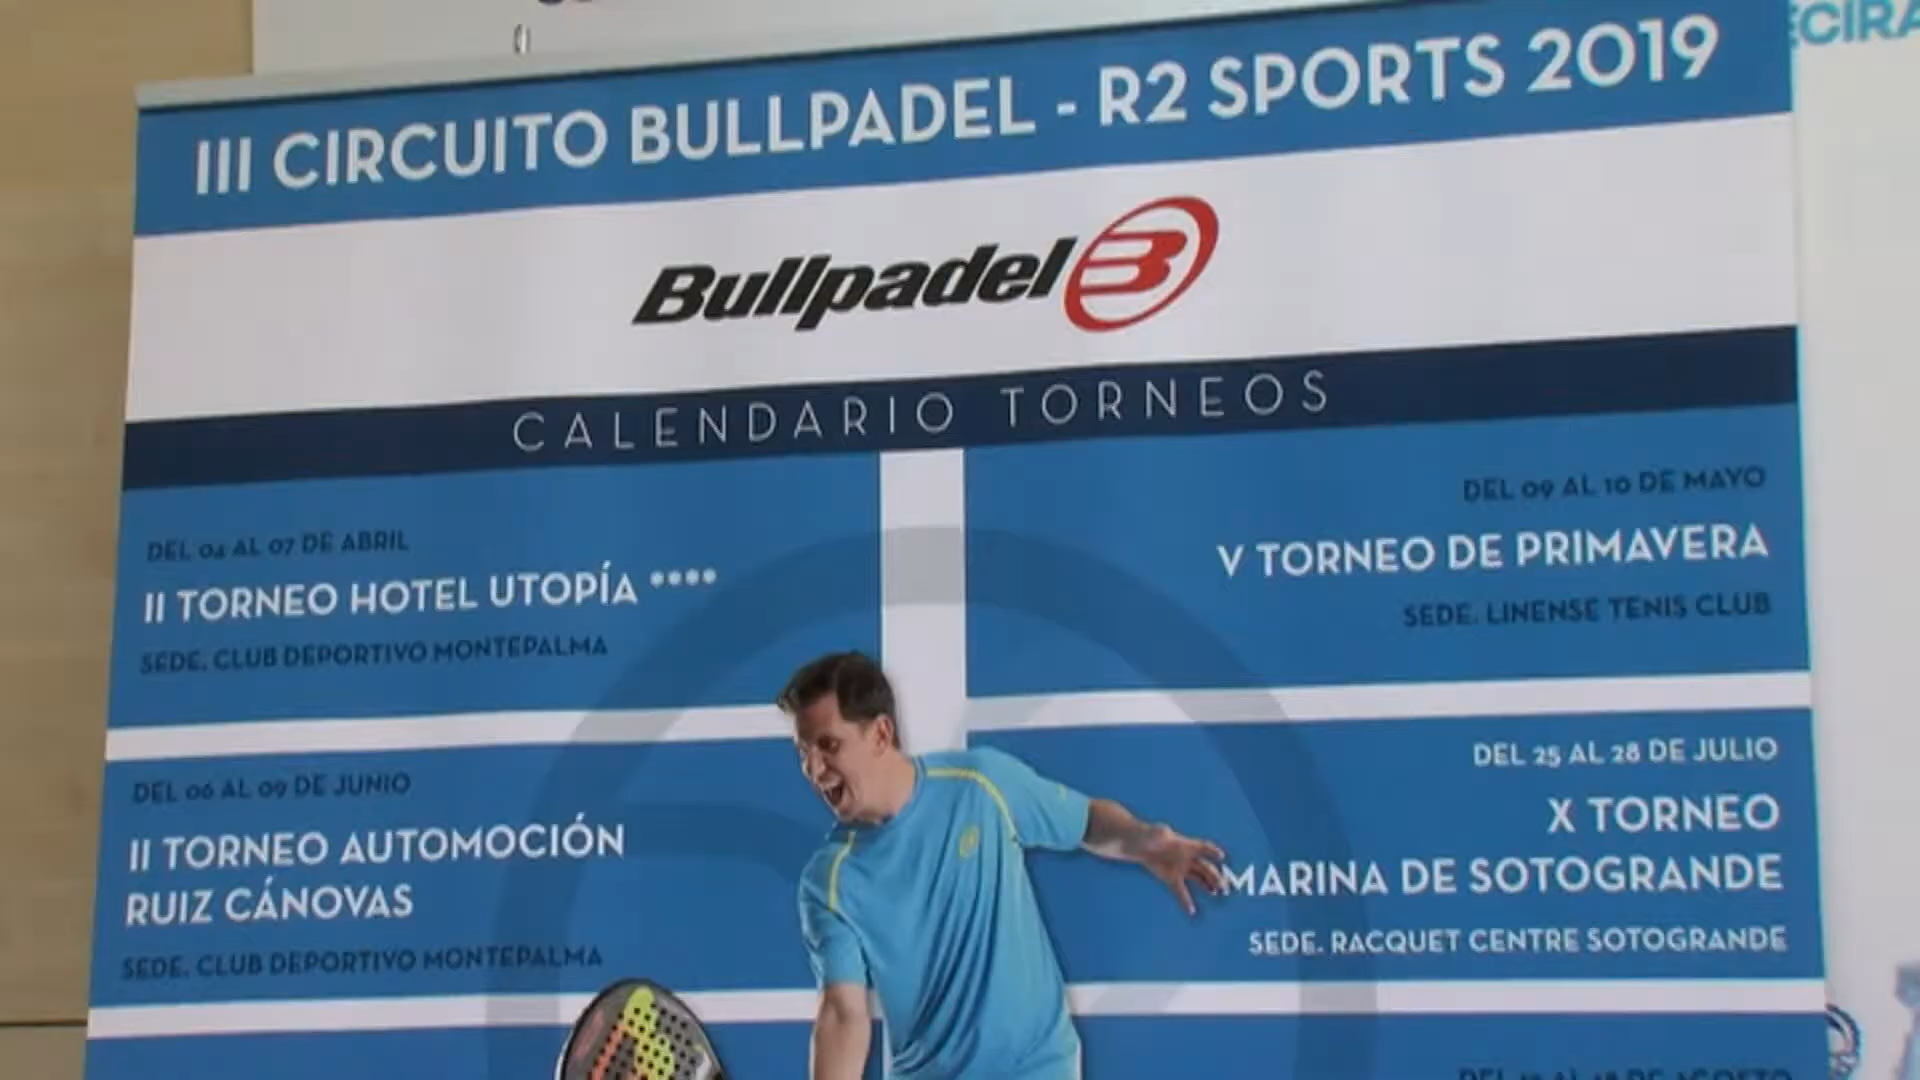 III CIRCUITO BULLPADEL - R2 SPORTS 2019
Bullpadel
CALENDARIO TORNEOS
DEL 04 AL 07 DE ABRIL
II TORNEO HOTEL UTOPÍA ****
SEDE. CLUB DEPORTIVO MONTEPALMA
DEL 09 AL 10 DE MAYO
V TORNEO DE PRIMAVERA
SEDE. LINENSE TENIS CLUB
DEL 06 AL 09 DE JUNIO
II TORNEO AUTOMOCIÓN
RUIZ CÁNOVAS
SEDE. CLUB DEPORTIVO MONTEPALMA
DEL 25 AL 28 DE JULIO
X TORNEO
MARINA DE SOTOGRANDE
SEDE. RACQUET CENTRE SOTOGRANDE